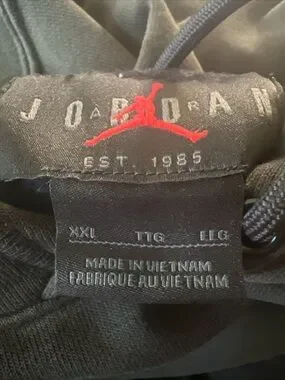 JORDAN
A R
EST. 1985
XXL TTG EEG
MADE IN VIETNAM
FABRIQUE AU VIETNAM